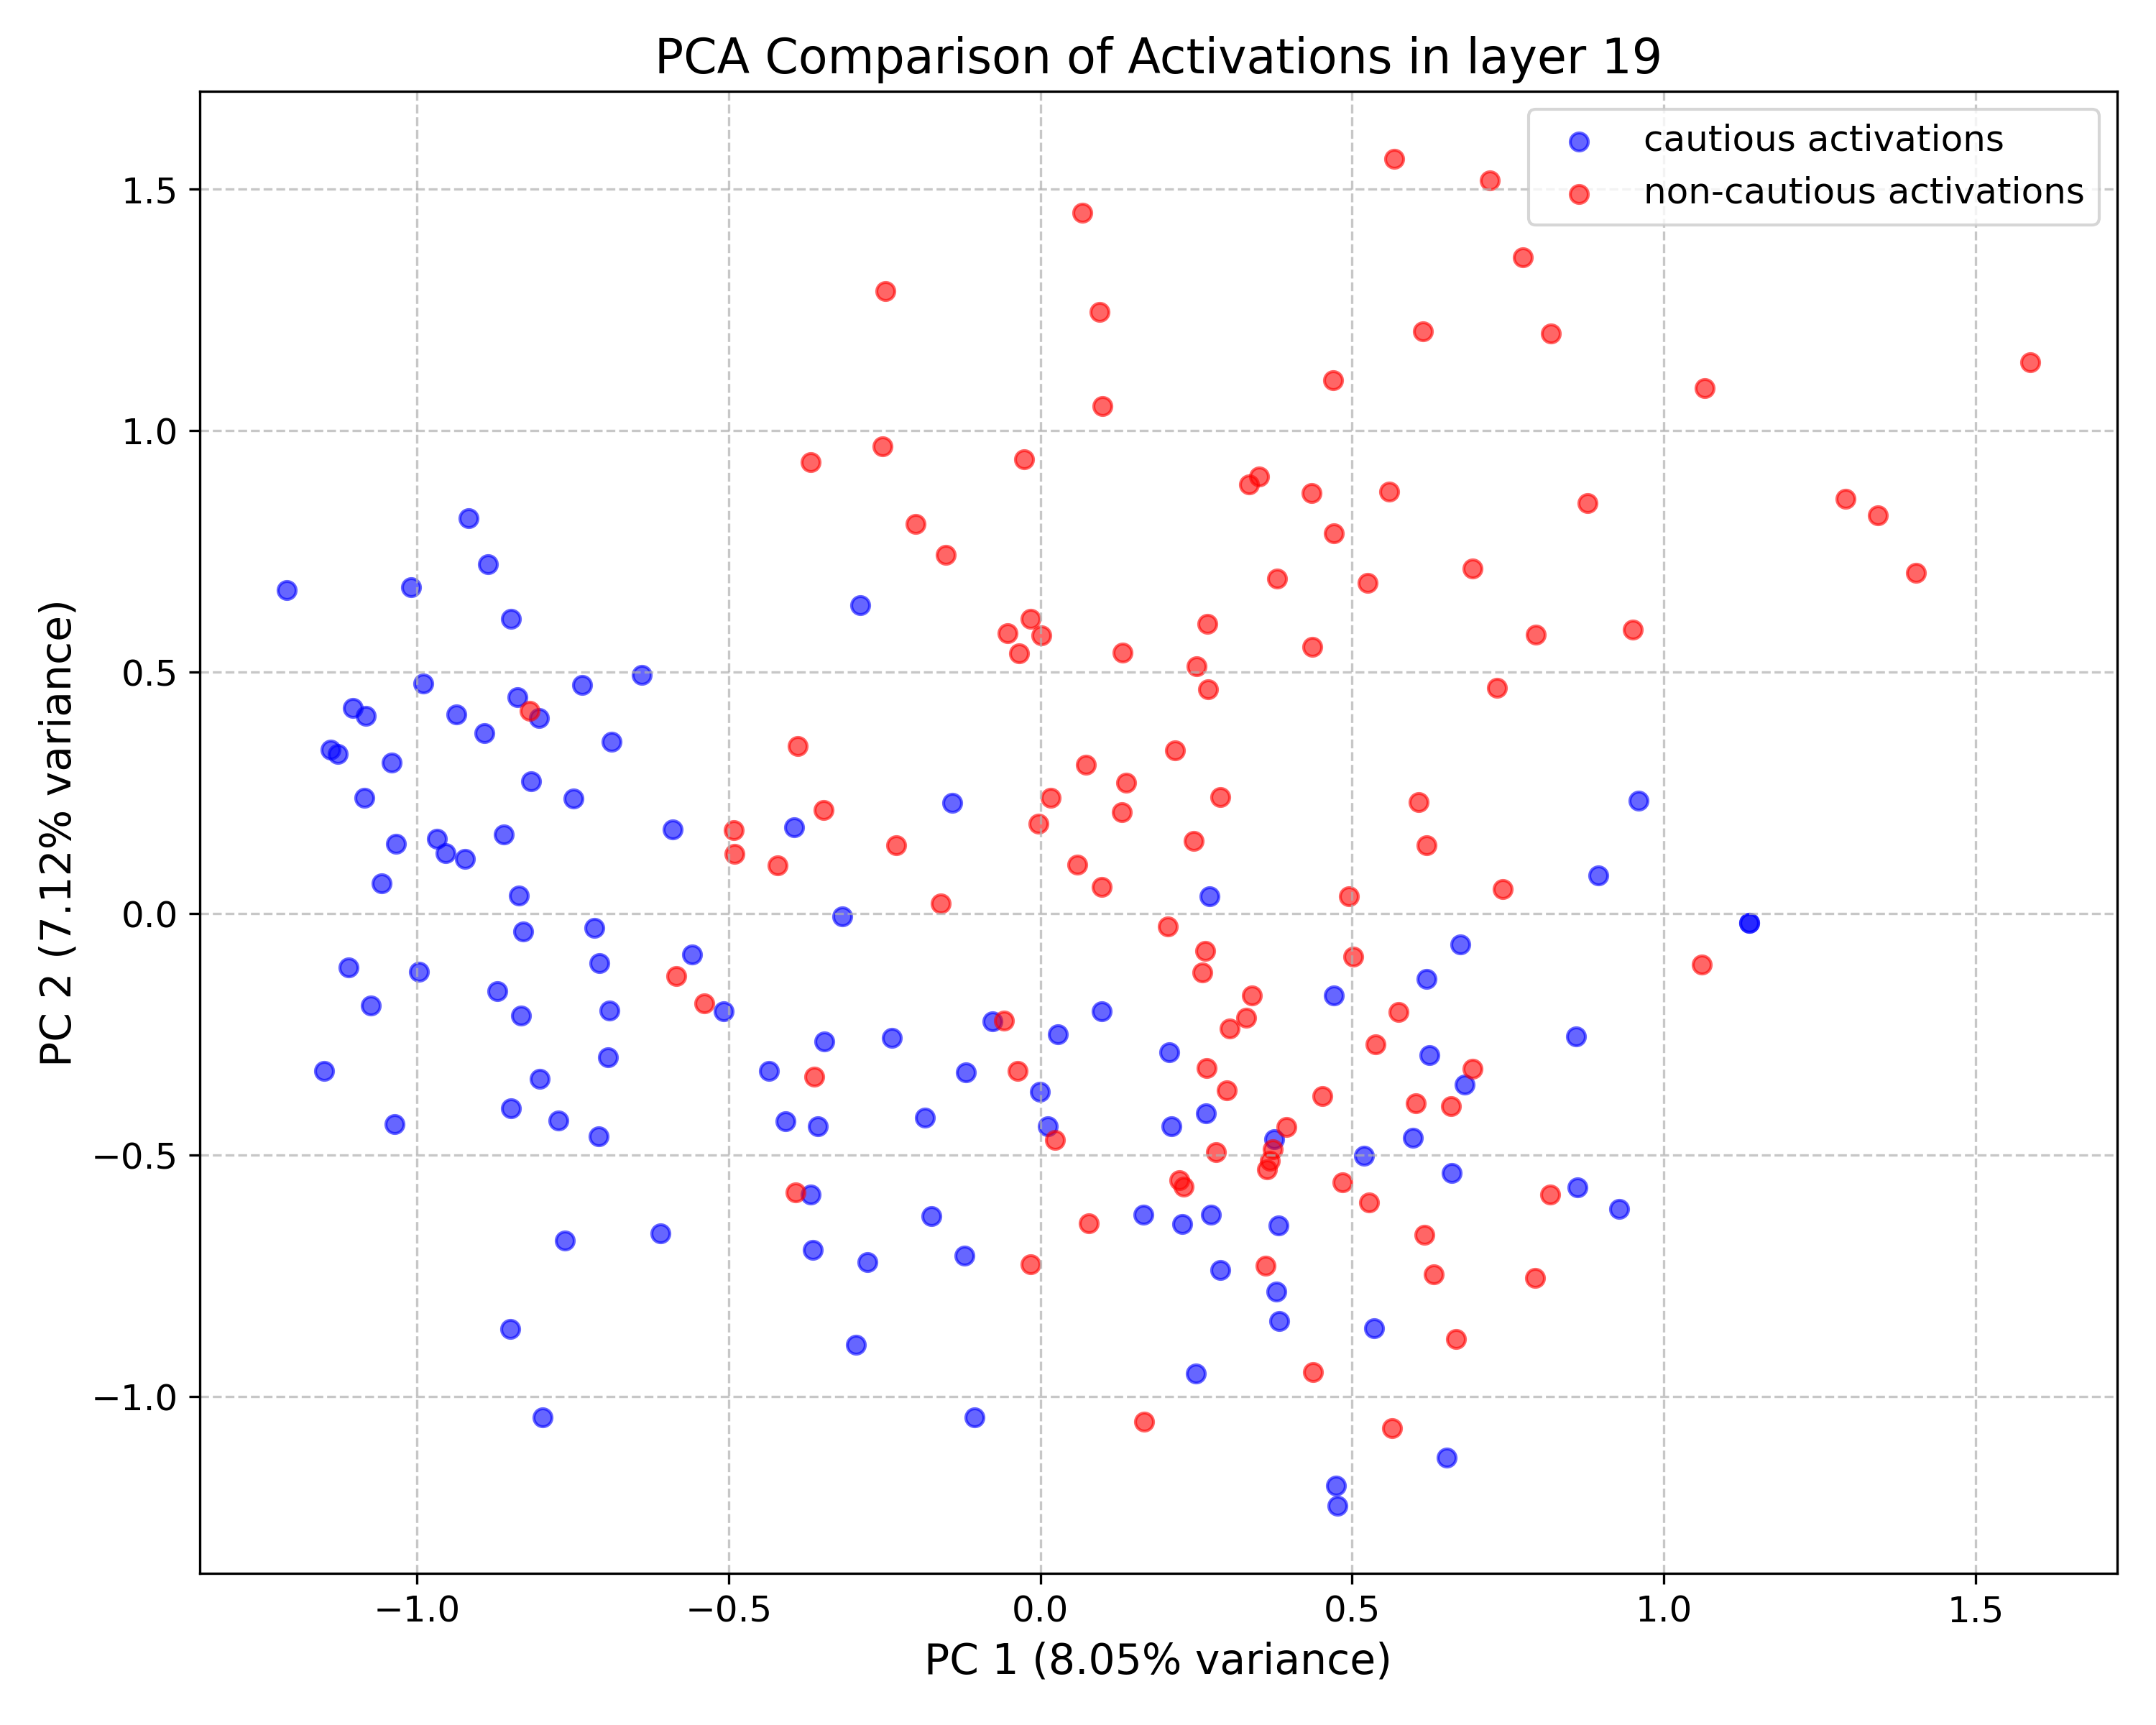 PCA Comparison of Activations in layer 19
cautious activations
non-cautious activations
PC 2 (7.12% variance)
1.5
1.0
0.5
0.0
−0.5
−1.0
−1.0 −0.5 0.0 0.5 1.0 1.5
PC 1 (8.05% variance)